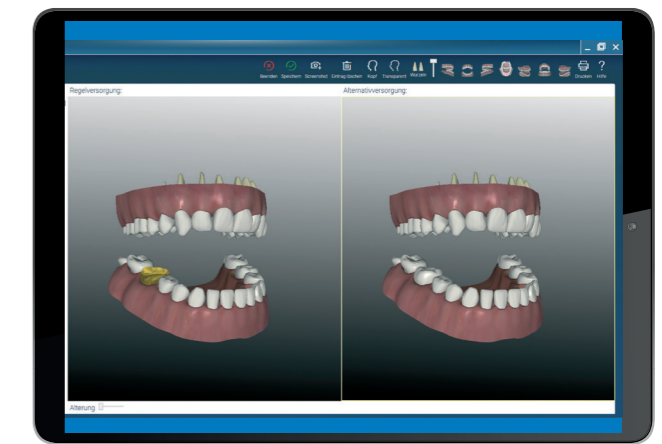 Beenden Speichern Screenshot Eintrag löschen Kopf Transparent Wurzeln Drucken Hilfe
Regelversorgung: Alternativversorgung:
Alterung